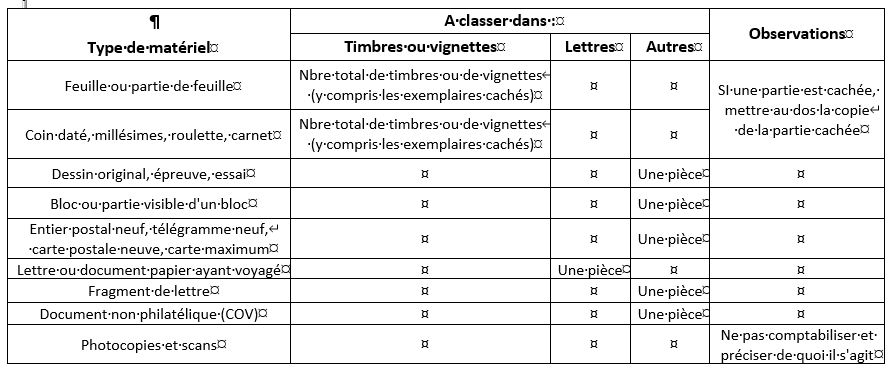 A classer dans :
Type de matériel Timbres ou vignettes Lettres Autres Observations
Feuille ou partie de feuille
Nbre total de timbres ou de vignettes
(y compris les exemplaires cachés)
SI une partie est cachée,
mettre au dos la copie
de la partie cachée
Coin daté, millésimes, roulette, carnet
Nbre total de timbres ou de vignettes
(y compris les exemplaires cachés)
Dessin original, épreuve, essai Une pièce
Bloc ou partie visible d'un bloc Une pièce
Entier postal neuf, télégramme neuf,
carte postale neuve, carte maximum Une pièce
Lettre ou document papier ayant voyagé Une pièce
Fragment de lettre Une pièce
Document non philatélique (COV) Une pièce
Photocopies et scans
Ne pas comptabiliser et
préciser de quoi il s'agit